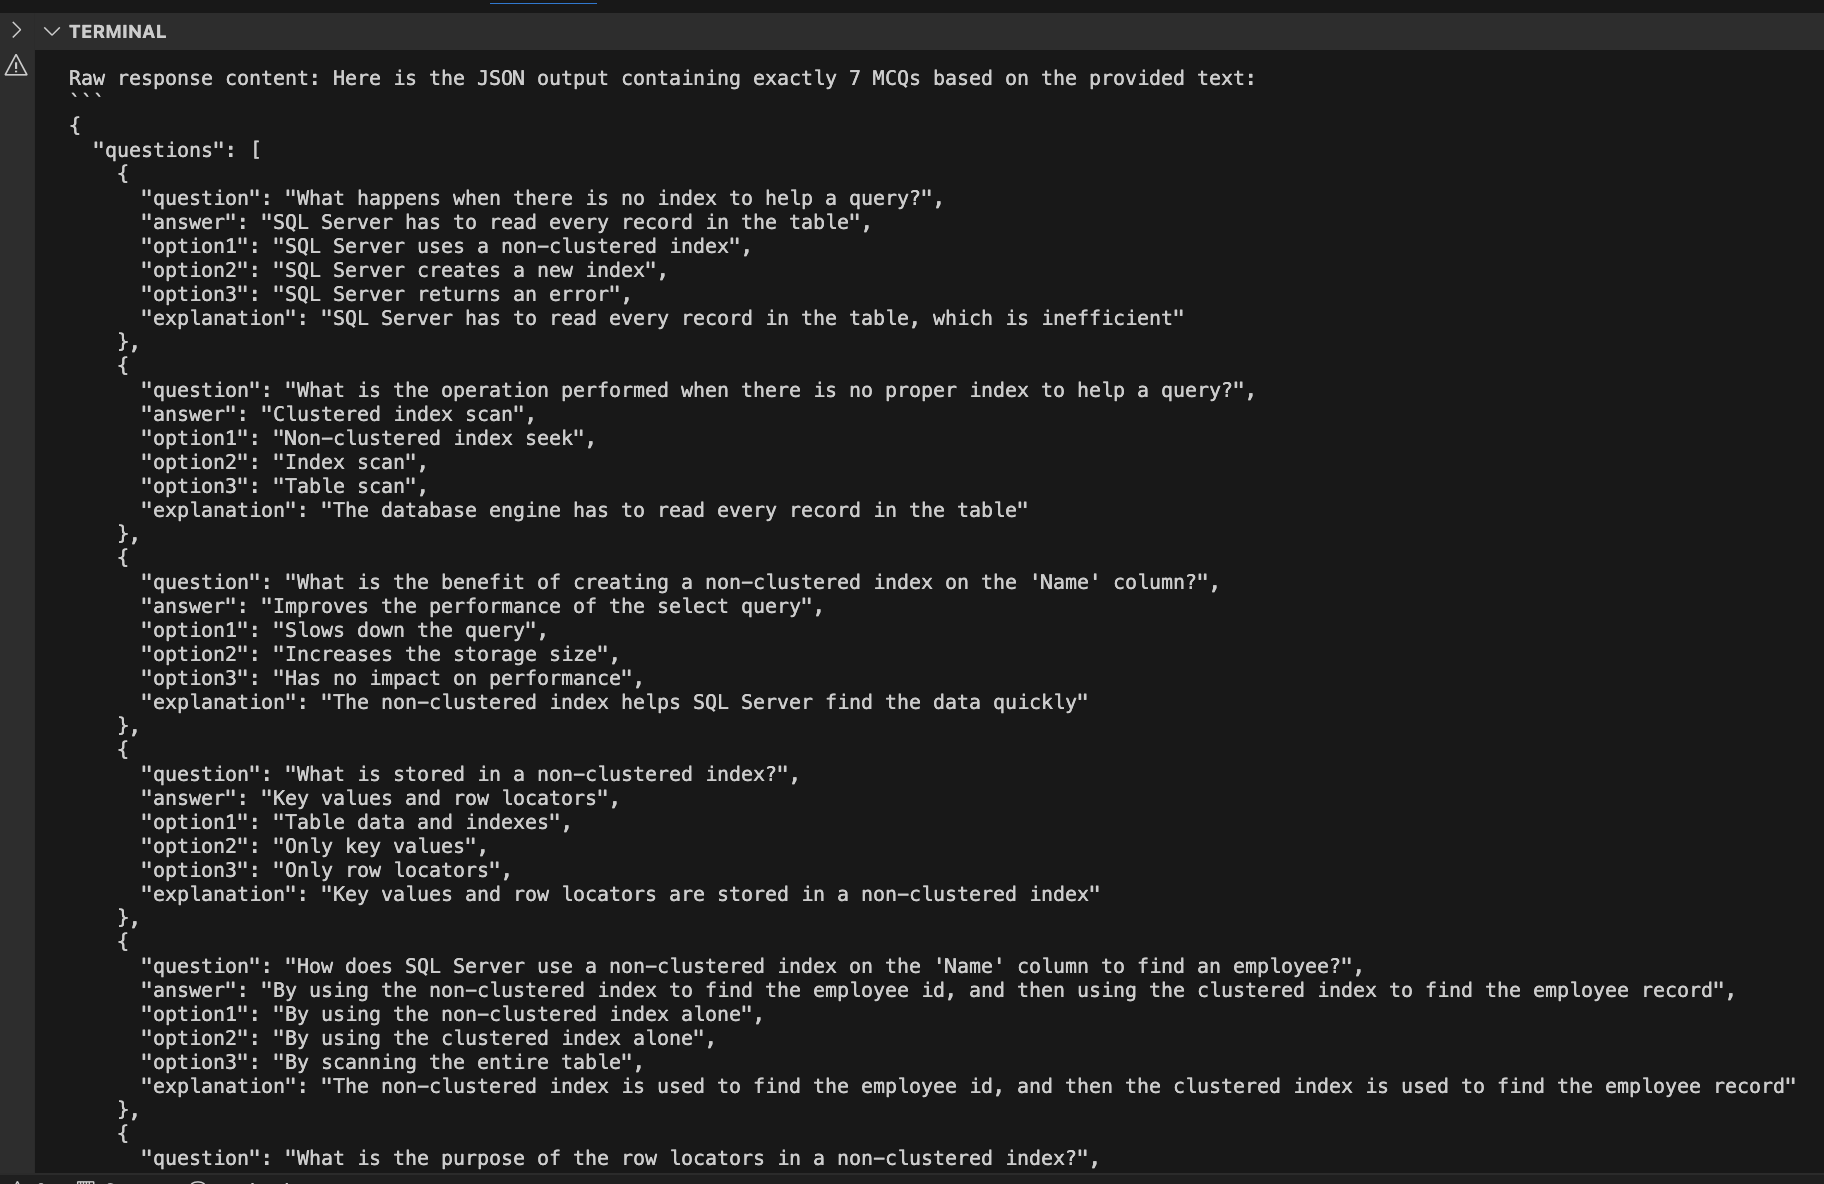 TERMINAL
Raw response content: Here is the JSON output containing exactly 7 MCQs based on the provided text:
```
{
  "questions": [
    {
      "question": "What happens when there is no index to help a query?",
      "answer": "SQL Server has to read every record in the table",
      "option1": "SQL Server uses a non-clustered index",
      "option2": "SQL Server creates a new index",
      "option3": "SQL Server returns an error",
      "explanation": "SQL Server has to read every record in the table, which is inefficient"
    },
    {
      "question": "What is the operation performed when there is no proper index to help a query?",
      "answer": "Clustered index scan",
      "option1": "Non-clustered index seek",
      "option2": "Index scan",
      "option3": "Table scan",
      "explanation": "The database engine has to read every record in the table"
    },
    {
      "question": "What is the benefit of creating a non-clustered index on the 'Name' column?",
      "answer": "Improves the performance of the select query",
      "option1": "Slows down the query",
      "option2": "Increases the storage size",
      "option3": "Has no impact on performance",
      "explanation": "The non-clustered index helps SQL Server find the data quickly"
    },
    {
      "question": "What is stored in a non-clustered index?",
      "answer": "Key values and row locators",
      "option1": "Table data and indexes",
      "option2": "Only key values",
      "option3": "Only row locators",
      "explanation": "Key values and row locators are stored in a non-clustered index"
    },
    {
      "question": "How does SQL Server use a non-clustered index on the 'Name' column to find an employee?",
      "answer": "By using the non-clustered index to find the employee id, and then using the clustered index to find the employee record",
      "option1": "By using the non-clustered index alone",
      "option2": "By using the clustered index alone",
      "option3": "By scanning the entire table",
      "explanation": "The non-clustered index is used to find the employee id, and then the clustered index is used to find the employee record"
    },
    {
      "question": "What is the purpose of the row locators in a non-clustered index?",